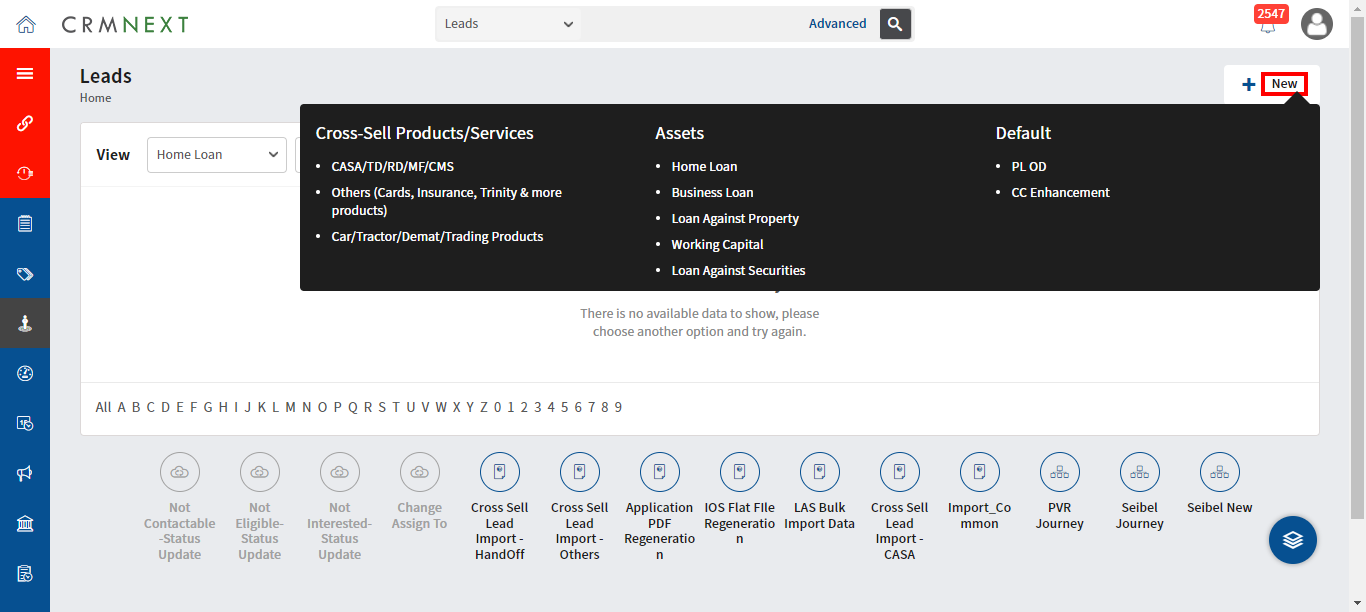 CRMNEXT
Leads
Advanced
2547
Leads
Home
New
View
Home Loan
Cross-Sell Products/Services
• CASA/TD/RD/MF/CMS
• Others (Cards, Insurance, Trinity & more
products)
• Car/Tractor/Demat/Trading Products
Assets
• Home Loan
• Business Loan
• Loan Against Property
• Working Capital
• Loan Against Securities
Default
• PL OD
• CC Enhancement
There is no available data to show, please
choose another option and try again.
All A B C D E F G H I J K L M N O P Q R S T U V W X Y Z 0 1 2 3 4 5 6 7 8 9
Not
Contactable
-Status
Update
Not
Eligible-
Status
Update
Not
Interested-
Status
Update
Change
Assign To
Cross Sell
Lead
Import -
HandOff
Cross Sell
Lead
Import -
Others
Application
PDF
Regeneratio
n
IOS Flat FIle
Regeneratio
n
LAS Bulk
Import Data
Cross Sell
Lead
Import -
CASA
Import_Co
mmon
PVR
Journey
Seibel
Journey
Seibel New